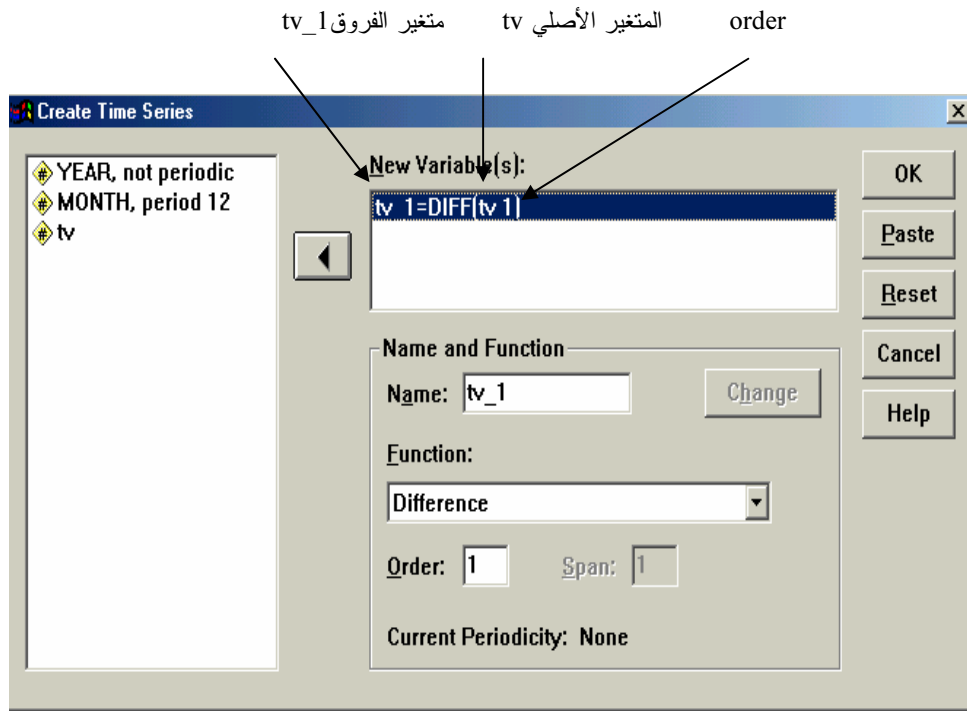 متغير الفروق tv_1 المتغير الأصلي tv order
Create Time Series
YEAR, not periodic
MONTH, period 12
tv
New Variable(s):
tv_1=DIFF(tv 1)
OK
Paste
Reset
Cancel
Help
Name and Function
Name: tv_1
Change
Function:
Difference
Order: 1 Span: 1
Current Periodicity: None